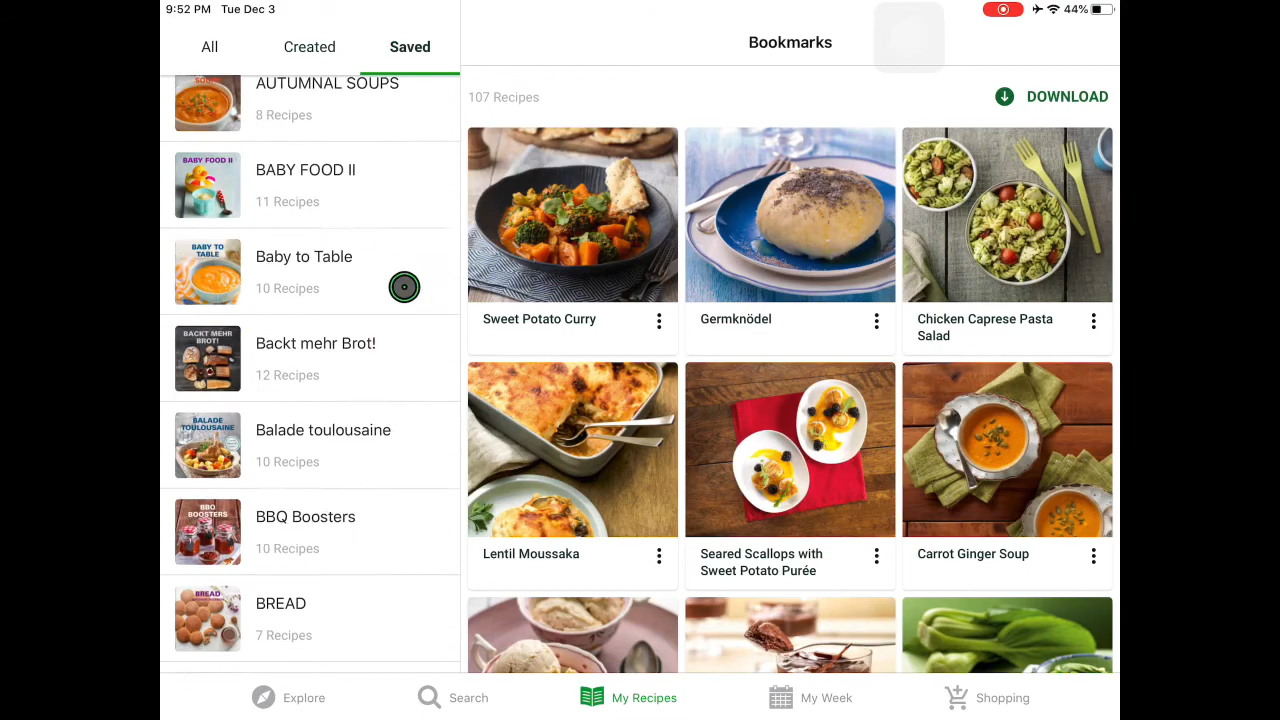 9:52 PM Tue Dec 3
44%
All
Created
Saved
AUTUMNAL SOUPS
8 Recipes
BABY FOOD II
BABY FOOD II
11 Recipes
BABY TO
TABLE
Baby to Table
10 Recipes
BACKT MEHR
BROT!
Backt mehr Brot!
12 Recipes
BALADE
TOULOUSAINE
Balade toulousaine
10 Recipes
BBQ
BOOSTERS
BBQ Boosters
10 Recipes
BREAD
BREAD
7 Recipes
Bookmarks
107 Recipes
DOWNLOAD
Sweet Potato Curry
Germknödel
Chicken Caprese Pasta
Salad
Lentil Moussaka
Seared Scallops with
Sweet Potato Purée
Carrot Ginger Soup
Explore
Search
My Recipes
My Week
Shopping